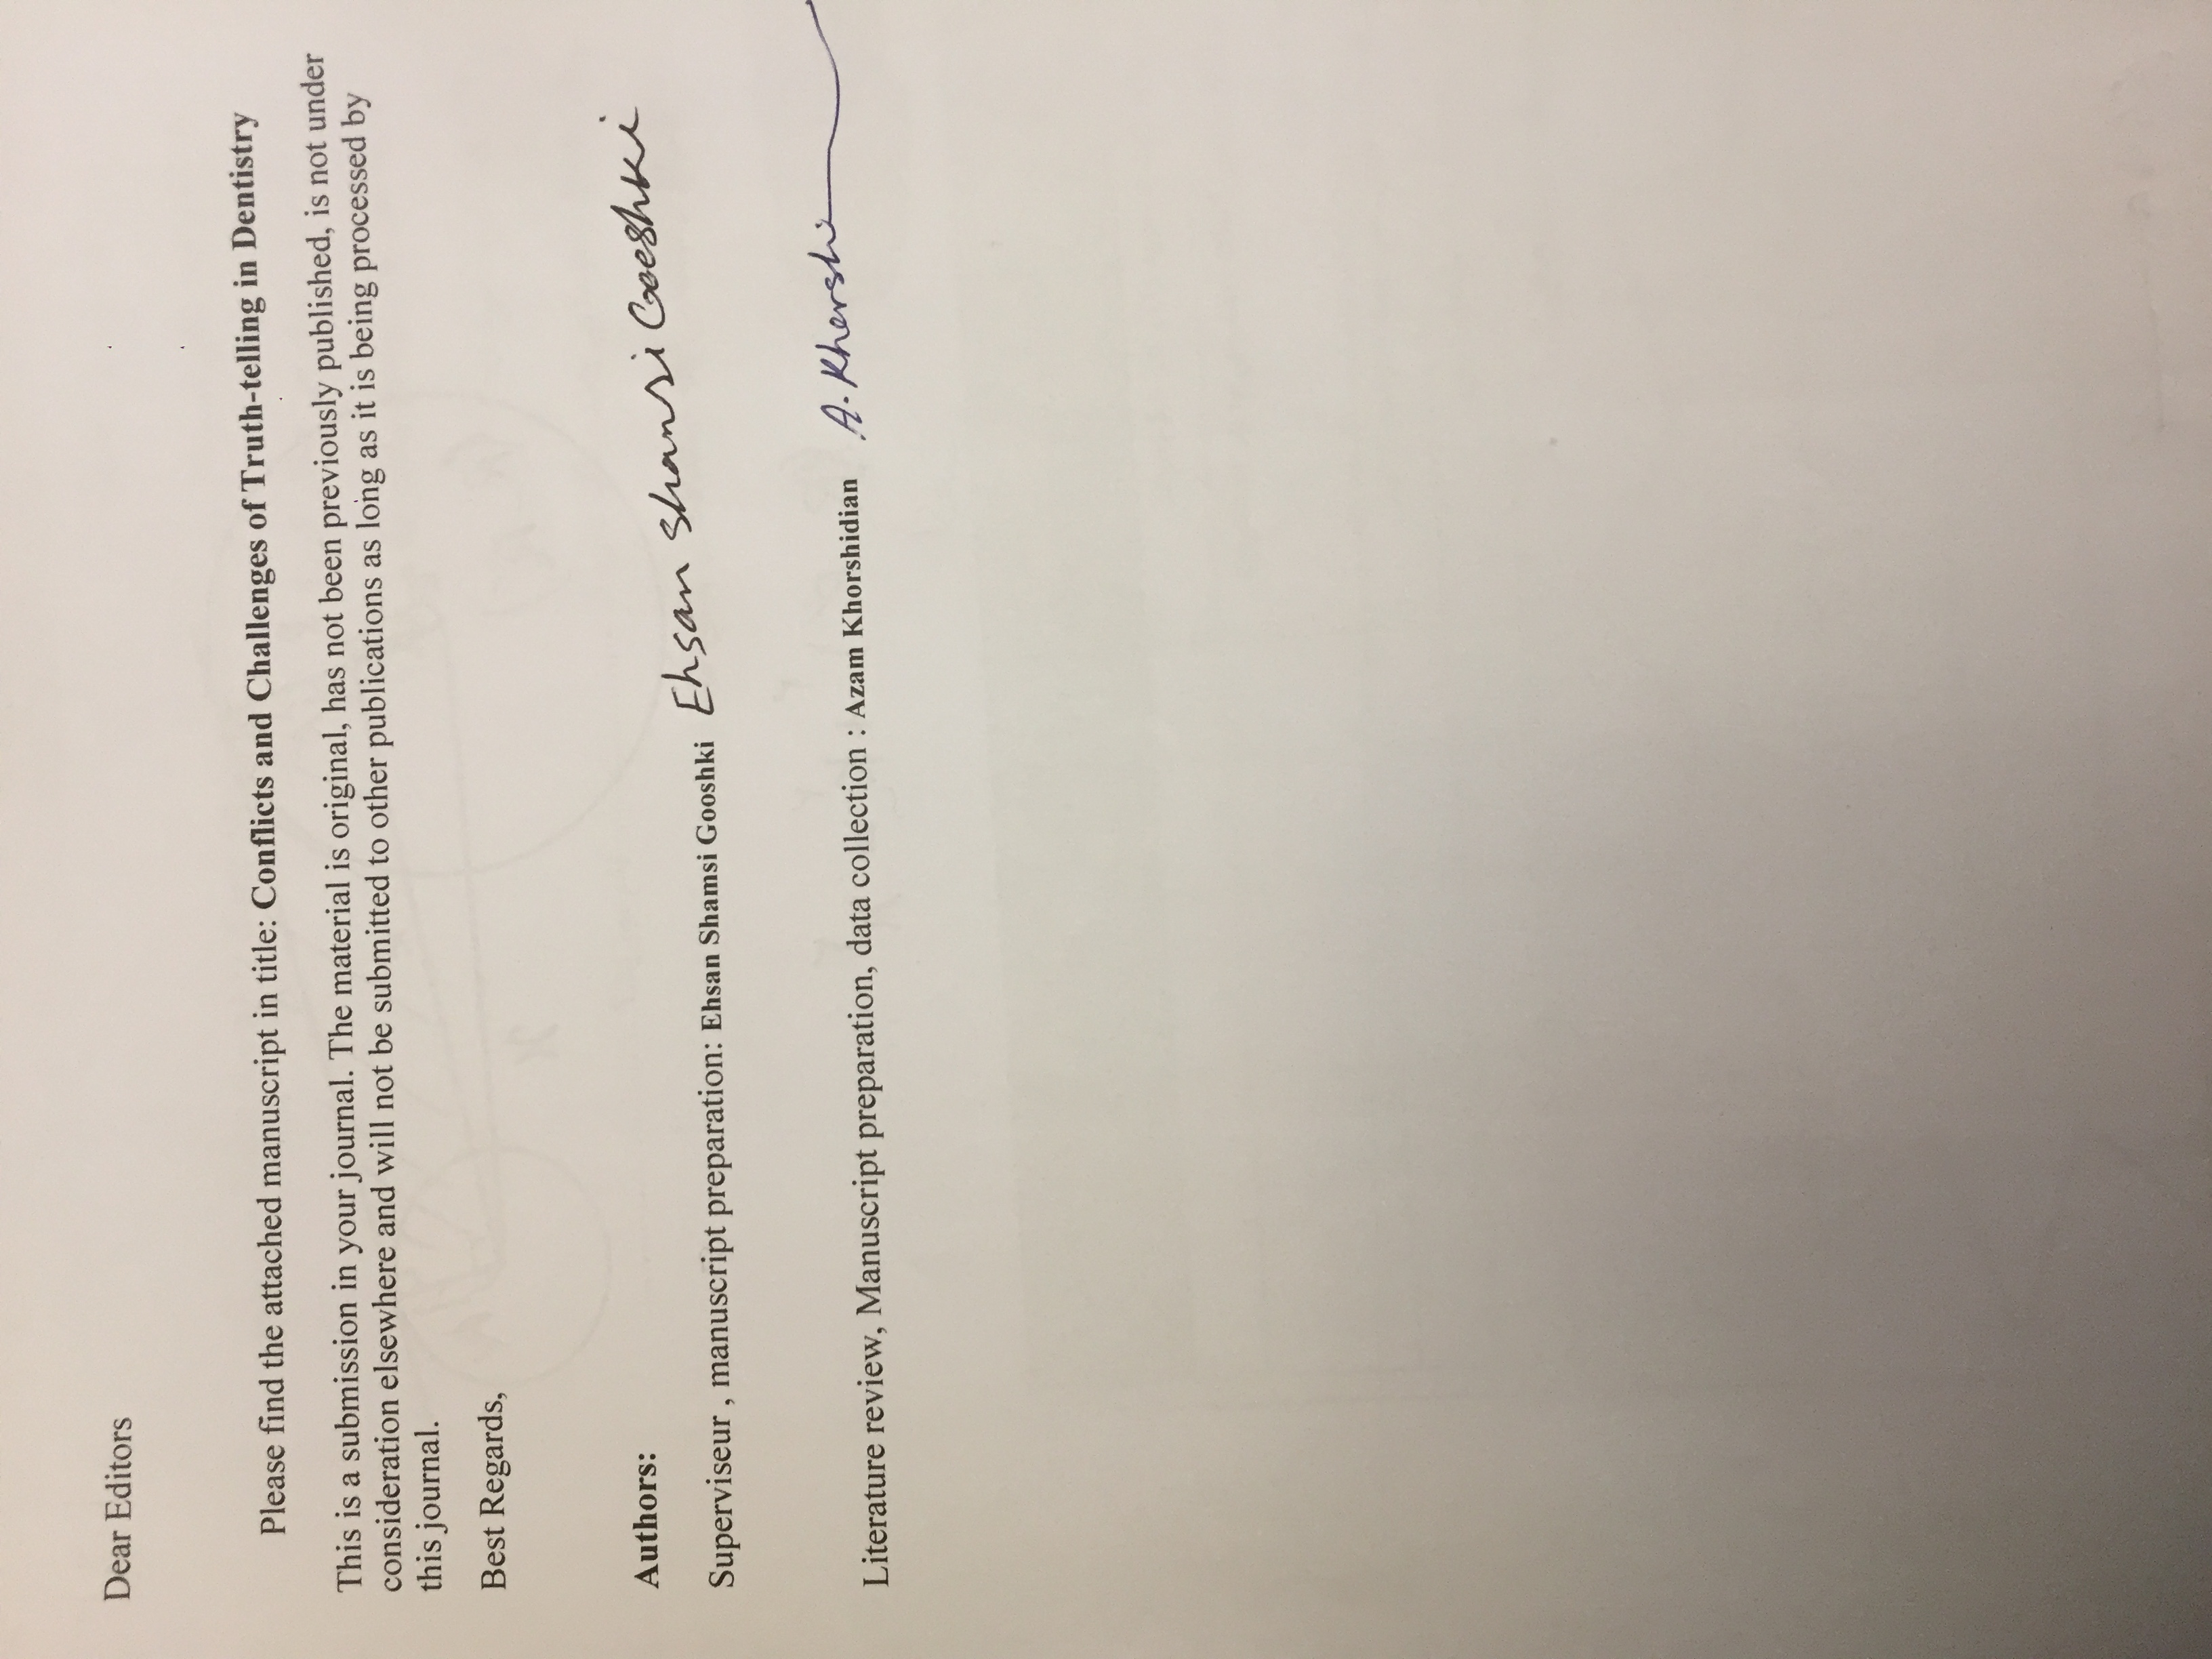 Dear Editors
Please find the attached manuscript in title: Conflicts and Challenges of Truth-telling in Dentistry
This is a submission in your journal. The material is original, has not been previously published, is not under
consideration elsewhere and will not be submitted to other publications as long as it is being processed by
this journal.
Best Regards,
Authors:
Superviseur , manuscript preparation: Ehsan Shamsi Gooshki Ehsan Shamsi Gooshki
Literature review, Manuscript preparation, data collection : Azam Khorshidian A. Khorshi